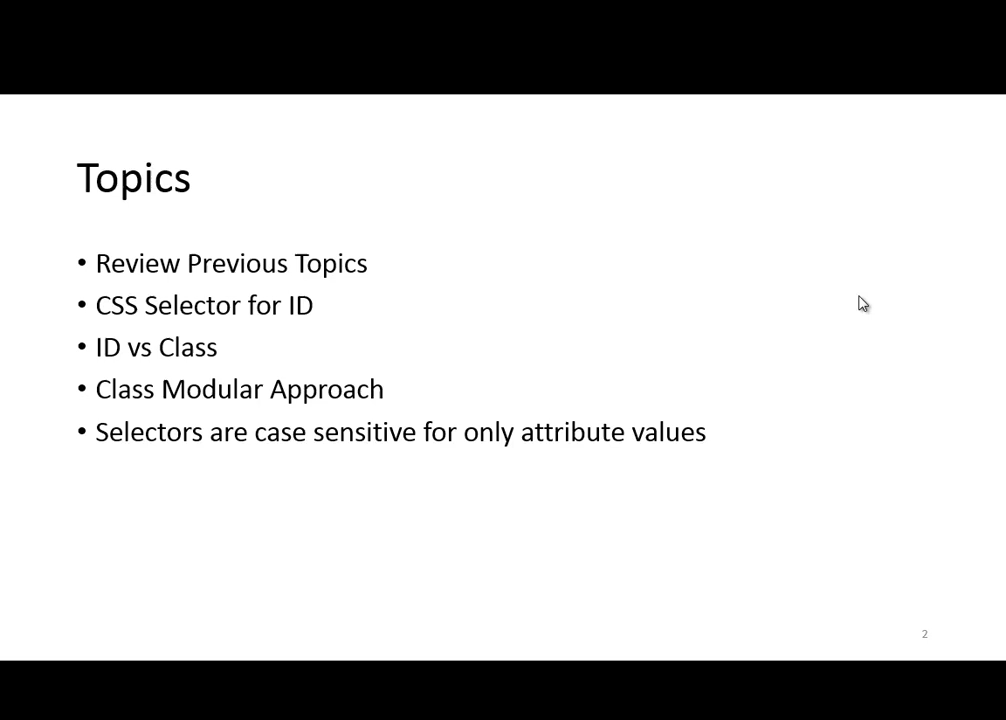 Topics
• Review Previous Topics
• CSS Selector for ID
• ID vs Class
• Class Modular Approach
• Selectors are case sensitive for only attribute values
2